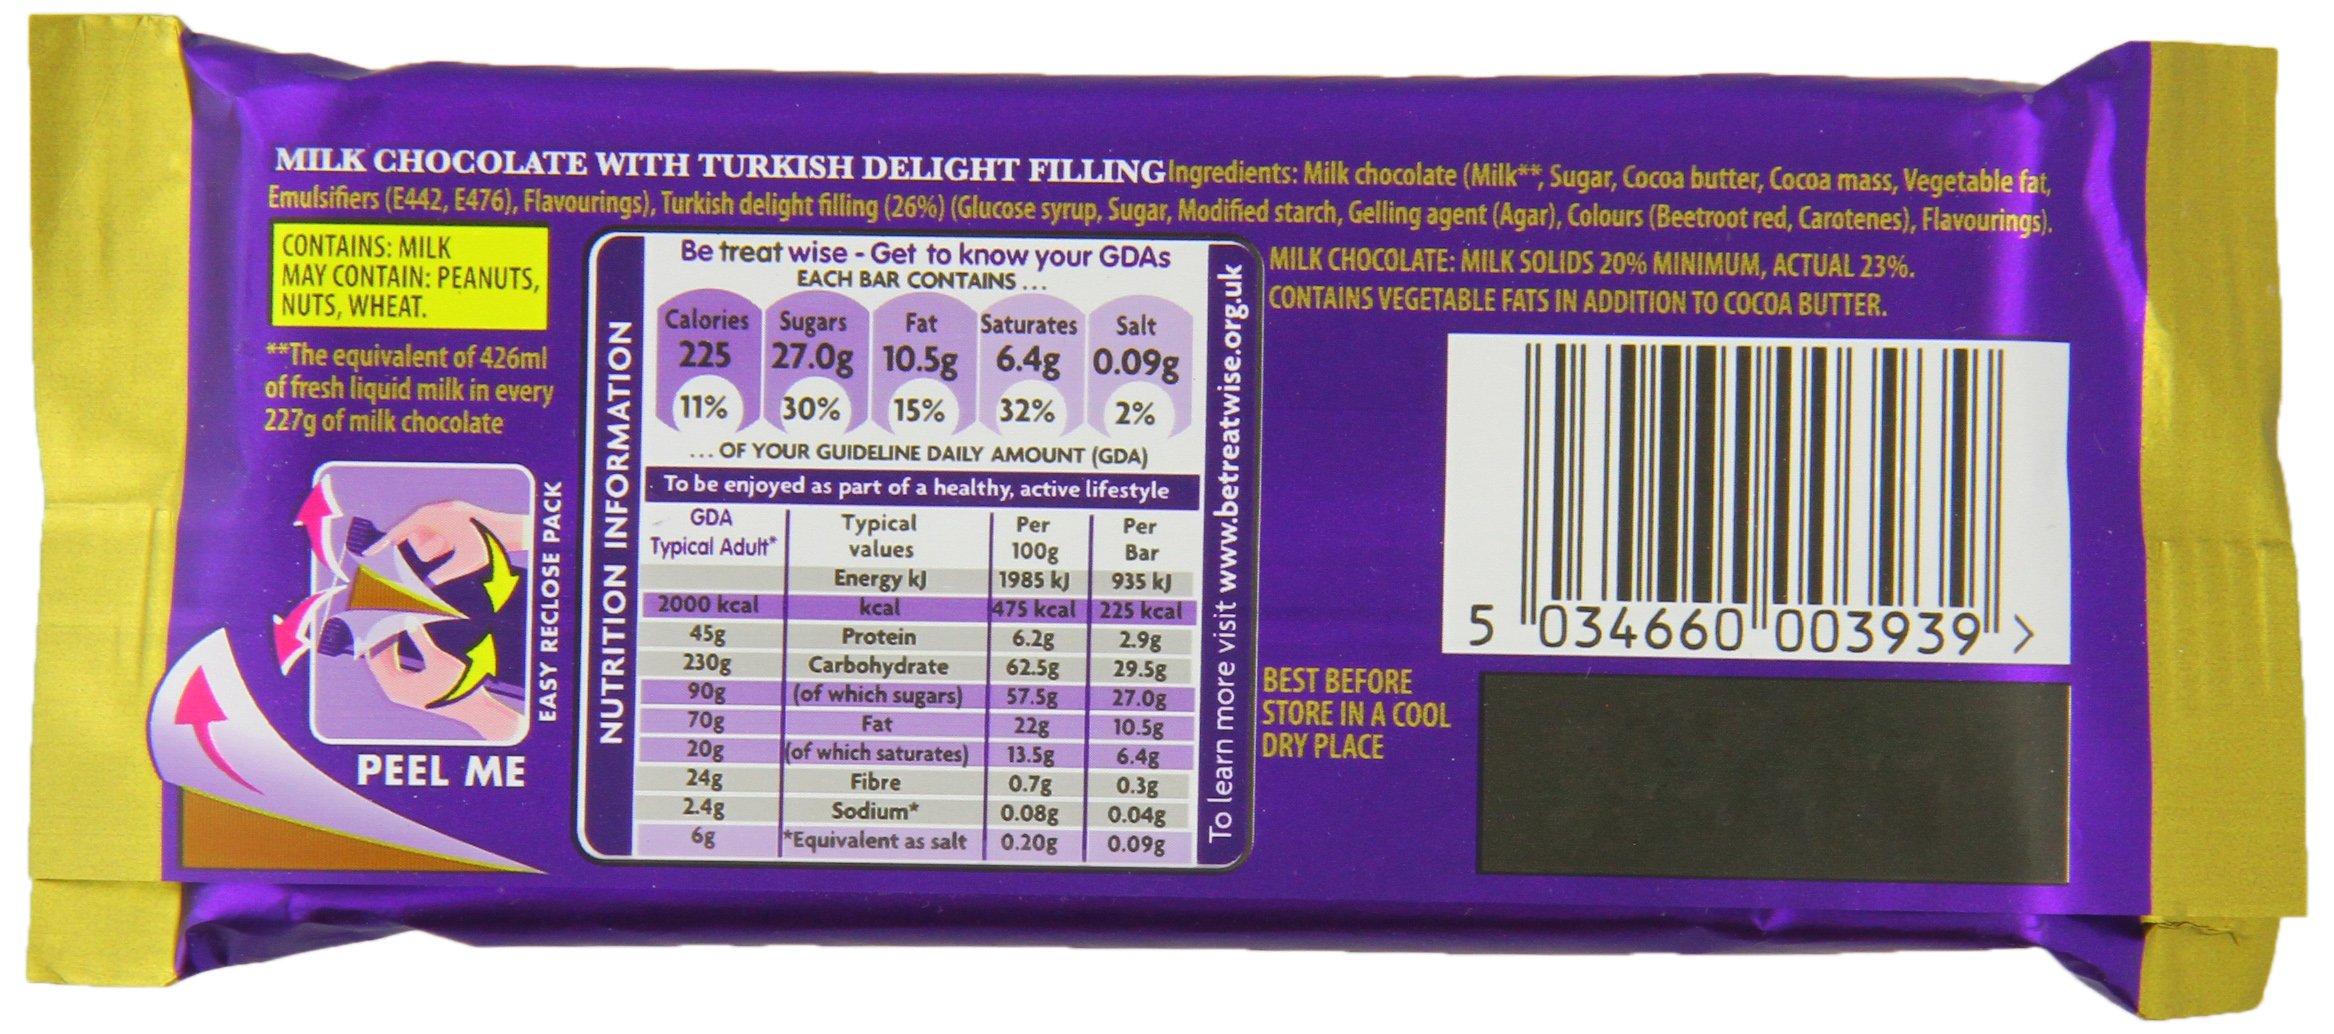 MILK CHOCOLATE WITH TURKISH DELIGHT FILLING Ingredients: Milk chocolate (Milk**, Sugar, Cocoa butter, Cocoa mass, Vegetable fat,
Emulsifiers (E442, E476), Flavourings), Turkish delight filling (26%) (Glucose syrup, Sugar, Modified starch, Gelling agent (Agar), Colours (Beetroot red, Carotenes), Flavourings).
CONTAINS: MILK
MAY CONTAIN: PEANUTS,
NUTS, WHEAT.
**The equivalent of 426ml
of fresh liquid milk in every
227g of milk chocolate
EASY RECLOSE PACK
PEEL ME
NUTRITION INFORMATION
Be treat wise - Get to know your GDAs
EACH BAR CONTAINS ...
Calories Sugars Fat Saturates Salt
225 27.0g 10.5g 6.4g 0.09g
11% 30% 15% 32% 2%
... OF YOUR GUIDELINE DAILY AMOUNT (GDA)
To be enjoyed as part of a healthy, active lifestyle
GDA Typical Per Per
Typical Adult* values 100g Bar
Energy kJ 1985 kJ 935 kJ
2000 kcal kcal 475 kcal 225 kcal
45g Protein 6.2g 2.9g
230g Carbohydrate 62.5g 29.5g
90g (of which sugars) 57.5g 27.0g
70g Fat 22g 10.5g
20g (of which saturates) 13.5g 6.4g
24g Fibre 0.7g 0.3g
2.4g Sodium* 0.08g 0.04g
6g *Equivalent as salt 0.20g 0.09g
To learn more visit www.betreatwise.org.uk
MILK CHOCOLATE: MILK SOLIDS 20% MINIMUM, ACTUAL 23%.
CONTAINS VEGETABLE FATS IN ADDITION TO COCOA BUTTER.
5 034660 003939 >
BEST BEFORE
STORE IN A COOL
DRY PLACE